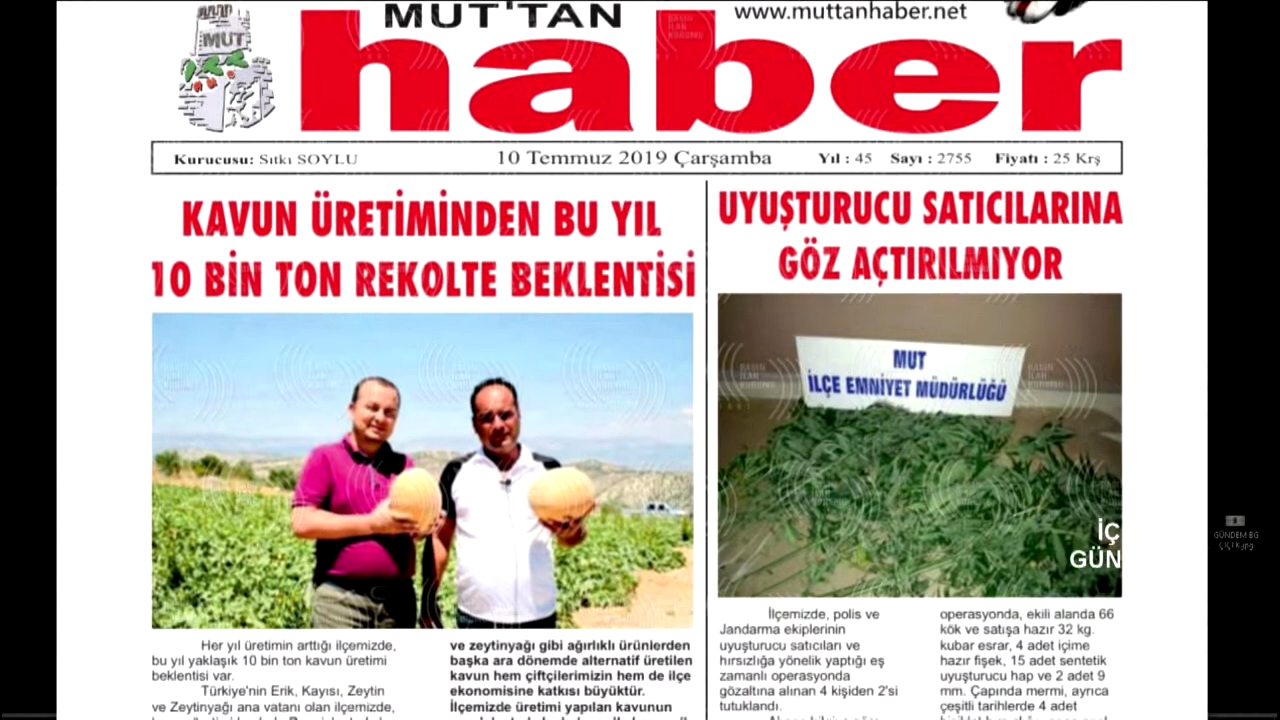 MUT
MUT'TAN
www.muttanhaber.net
haber
Kurucusu: Sıtkı SOYLU
10 Temmuz 2019 Çarşamba
Yıl : 45 Sayı : 2755 Fiyatı : 25 Krş
KAVUN ÜRETİMİNDEN BU YIL
10 BİN TON REKOLTE BEKLENTİSİ
Her yıl üretimin arttığı ilçemizde,
bu yıl yaklaşık 10 bin ton kavun üretimi
beklentisi var.
Türkiye'nin Erik, Kayısı, Zeytin
ve Zeytinyağı ana vatanı olan ilçemizde,
ve zeytinyağı gibi ağırlıklı ürünlerden
başka ara dönemde alternatif üretilen
kavun hem çiftçilerimizin hem de ilçe
ekonomisine katkısı büyüktür.
İlçemizde üretimi yapılan kavunun
UYUŞTURUCU SATICILARINA
GÖZ AÇTIRILMIYOR
MUT
İLÇE EMNİYET MÜDÜRLÜĞÜ
İÇ
GÜN
İlçemizde, polis ve
Jandarma ekiplerinin
uyuşturucu satıcıları ve
hırsızlığa yönelik yaptığı eş
zamanlı operasyonda
gözaltına alınan 4 kişiden 2'si
tutuklandı.
operasyonda, ekili alanda 66
kök ve satışa hazır 32 kg.
kubar esrar, 4 adet içime
hazır fişek, 15 adet sentetik
uyuşturucu hap ve 2 adet 9
mm. Çapında mermi, ayrıca
çeşitli tarihlerde 4 adet
GÜNDEM BG
BASIN
İLAN
KURUMU